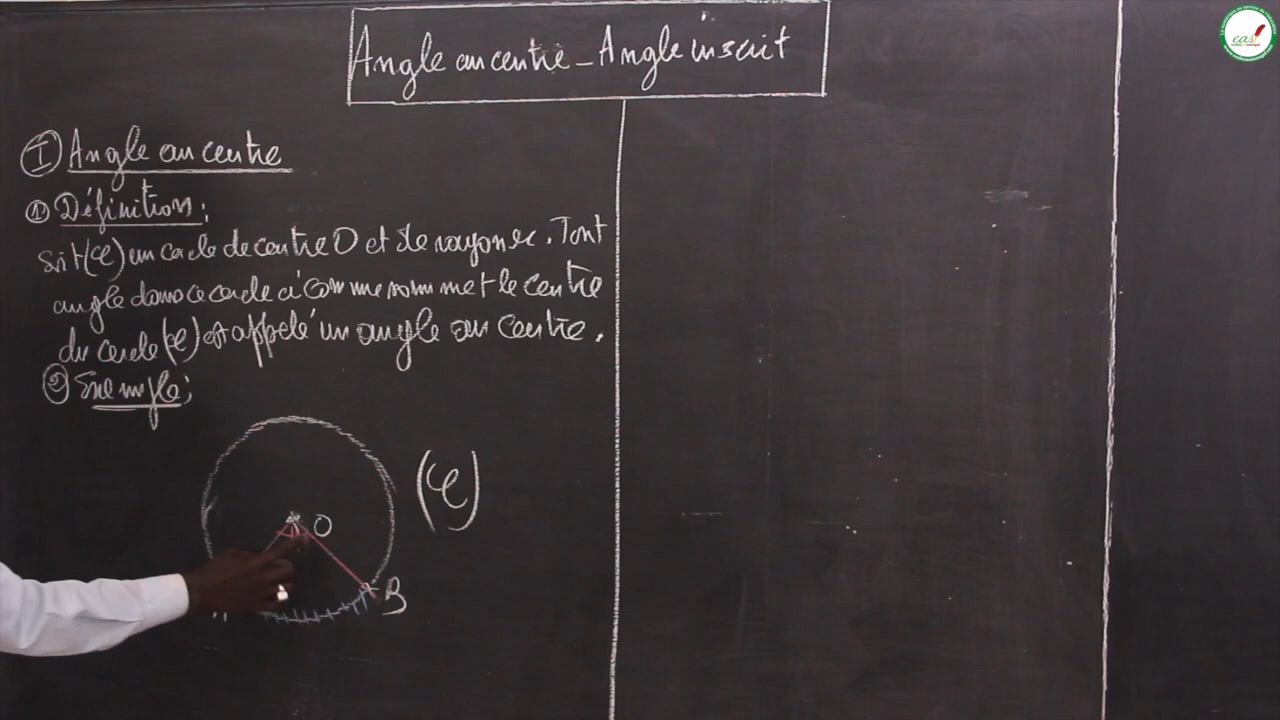 Angle au centre - Angle inscrit
I Angle au centre
1) Définition:
Soit (C) un cercle de centre O et de rayon r. Tout
angle dans ce cercle à comme sommet le centre
du cercle (C) est appelé un angle au centre.
2) Exemple:
(C)
O
B
A
eas